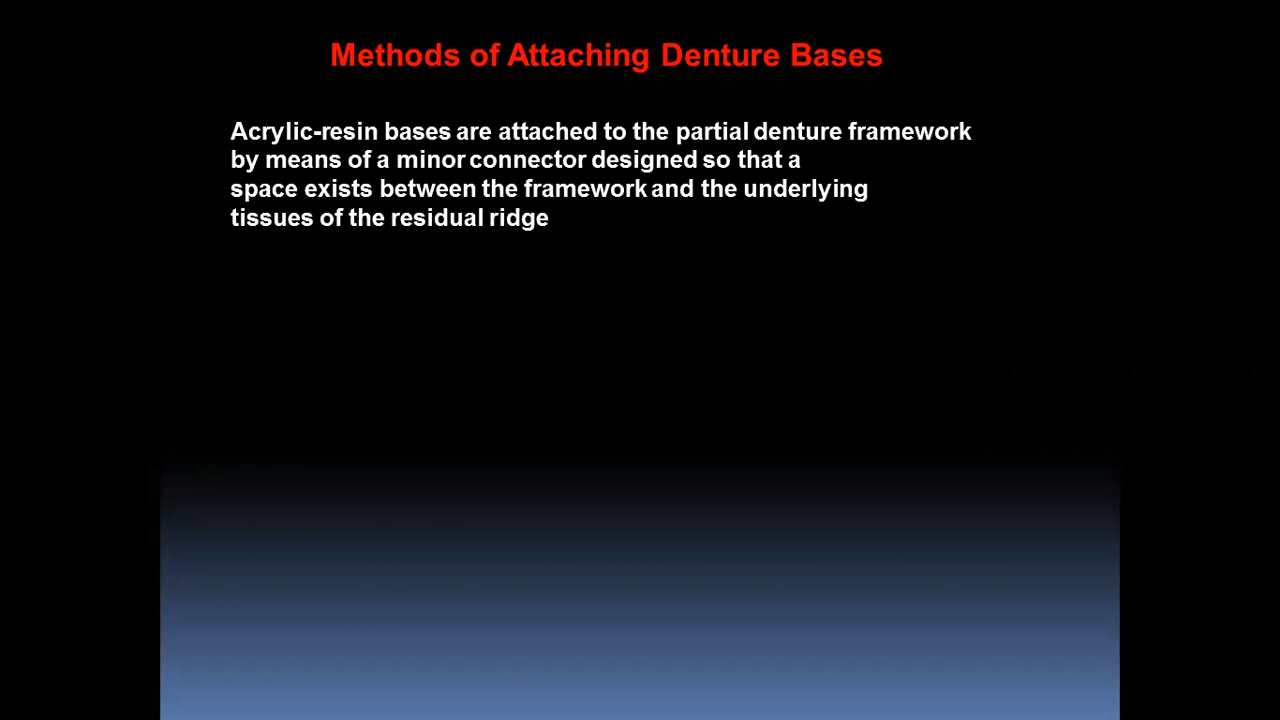 Methods of Attaching Denture Bases
Acrylic-resin bases are attached to the partial denture framework
by means of a minor connector designed so that a
space exists between the framework and the underlying
tissues of the residual ridge